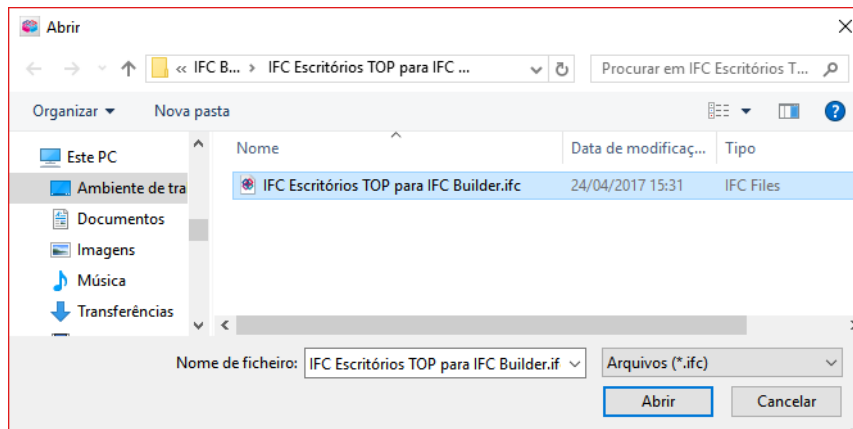 Abrir
« IFC B... › IFC Escritórios TOP para IFC ...
Procurar em IFC Escritórios T...
Organizar
Nova pasta
Este PC
Ambiente de tra
Documentos
Imagens
Música
Transferências
Nome
Data de modificaç...
Tipo
IFC Escritórios TOP para IFC Builder.ifc
24/04/2017 15:31
IFC Files
Nome de ficheiro:
IFC Escritórios TOP para IFC Builder.if
Arquivos (*.ifc)
Abrir
Cancelar